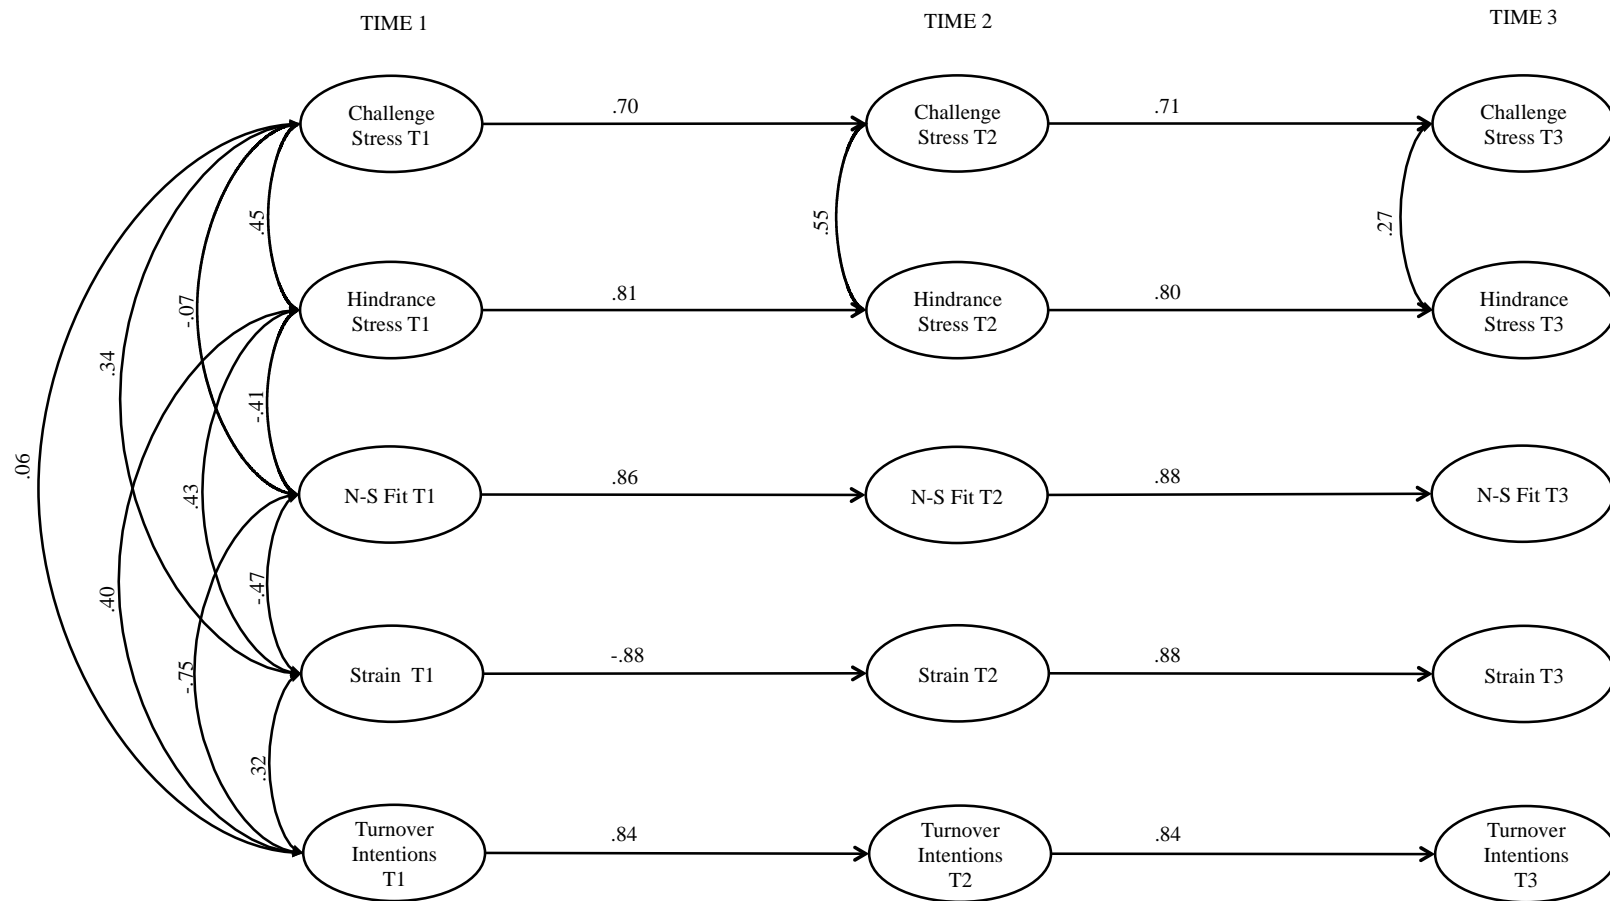 TIME 1
TIME 2
TIME 3
Challenge
Stress T1
.70
Challenge
Stress T2
.71
Challenge
Stress T3
.45
.55
.27
Hindrance
Stress T1
.81
Hindrance
Stress T2
.80
Hindrance
Stress T3
-.07
.34
-.41
.06
.43
N-S Fit T1
.86
N-S Fit T2
.88
N-S Fit T3
.40
-.47
-.75
Strain T1
-.88
Strain T2
.88
Strain T3
.32
Turnover
Intentions
T1
.84
Turnover
Intentions
T2
.84
Turnover
Intentions
T3